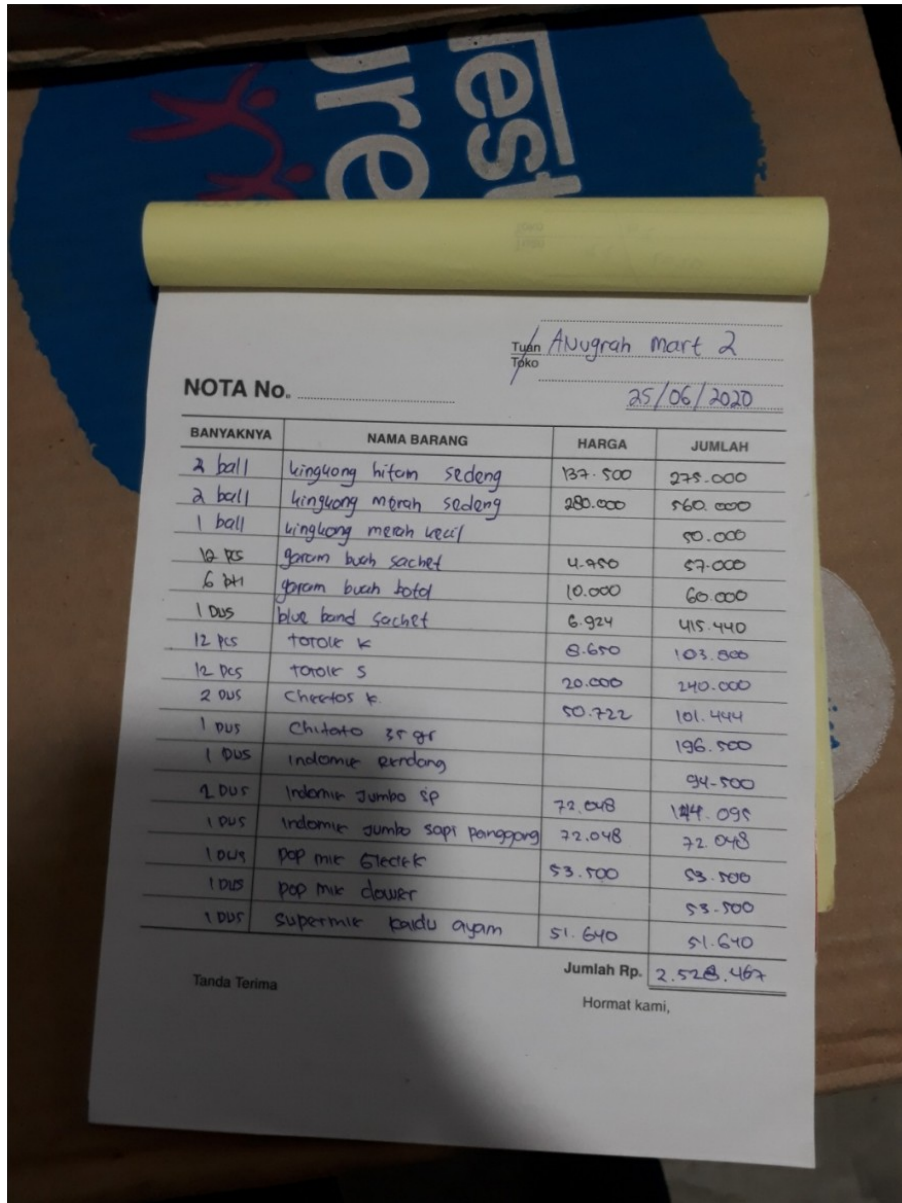 Nest
ure
Tuan Toko Anugrah mart 2
NOTA No.
25/06/2020
BANYAKNYA NAMA BARANG HARGA JUMLAH
2 ball kingkong hitam sedeng 137.500 275.000
2 ball kingkong merah sedeng 280.000 560.000
1 ball kingkong merah kecil 50.000
12 pcs garam buah sachet 4.750 57.000
6 btl garam buah botol 10.000 60.000
1 DUS blue band sachet 6.924 415.440
12 pcs TOTOLE K 8.650 103.800
12 pcs TOTOLE S 20.000 240.000
2 DUS Cheetos k 50.722 101.444
1 DUS Chitato 35 gr 196.500
1 DUS Indomie Rendang 94-500
2 DUS Indomie Jumbo sp 72.048 144.095
1 DUS Indomie Jumbo sapi panggang 72.048 72.048
1 DUS pop mie Gledek 53.500 53.500
1 DUS pop mie dower 53-500
1 DUS supermie kaldu ayam 51.640 51.640
Jumlah Rp. 2.528.467
Tanda Terima
Hormat kami,